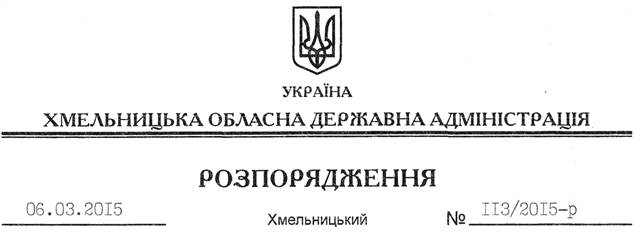 УКРАЇНА
ХМЕЛЬНИЦЬКА ОБЛАСНА ДЕРЖАВНА АДМІНІСТРАЦІЯ
РОЗПОРЯДЖЕННЯ
06.03.2015 Хмельницький № 113/2015-р